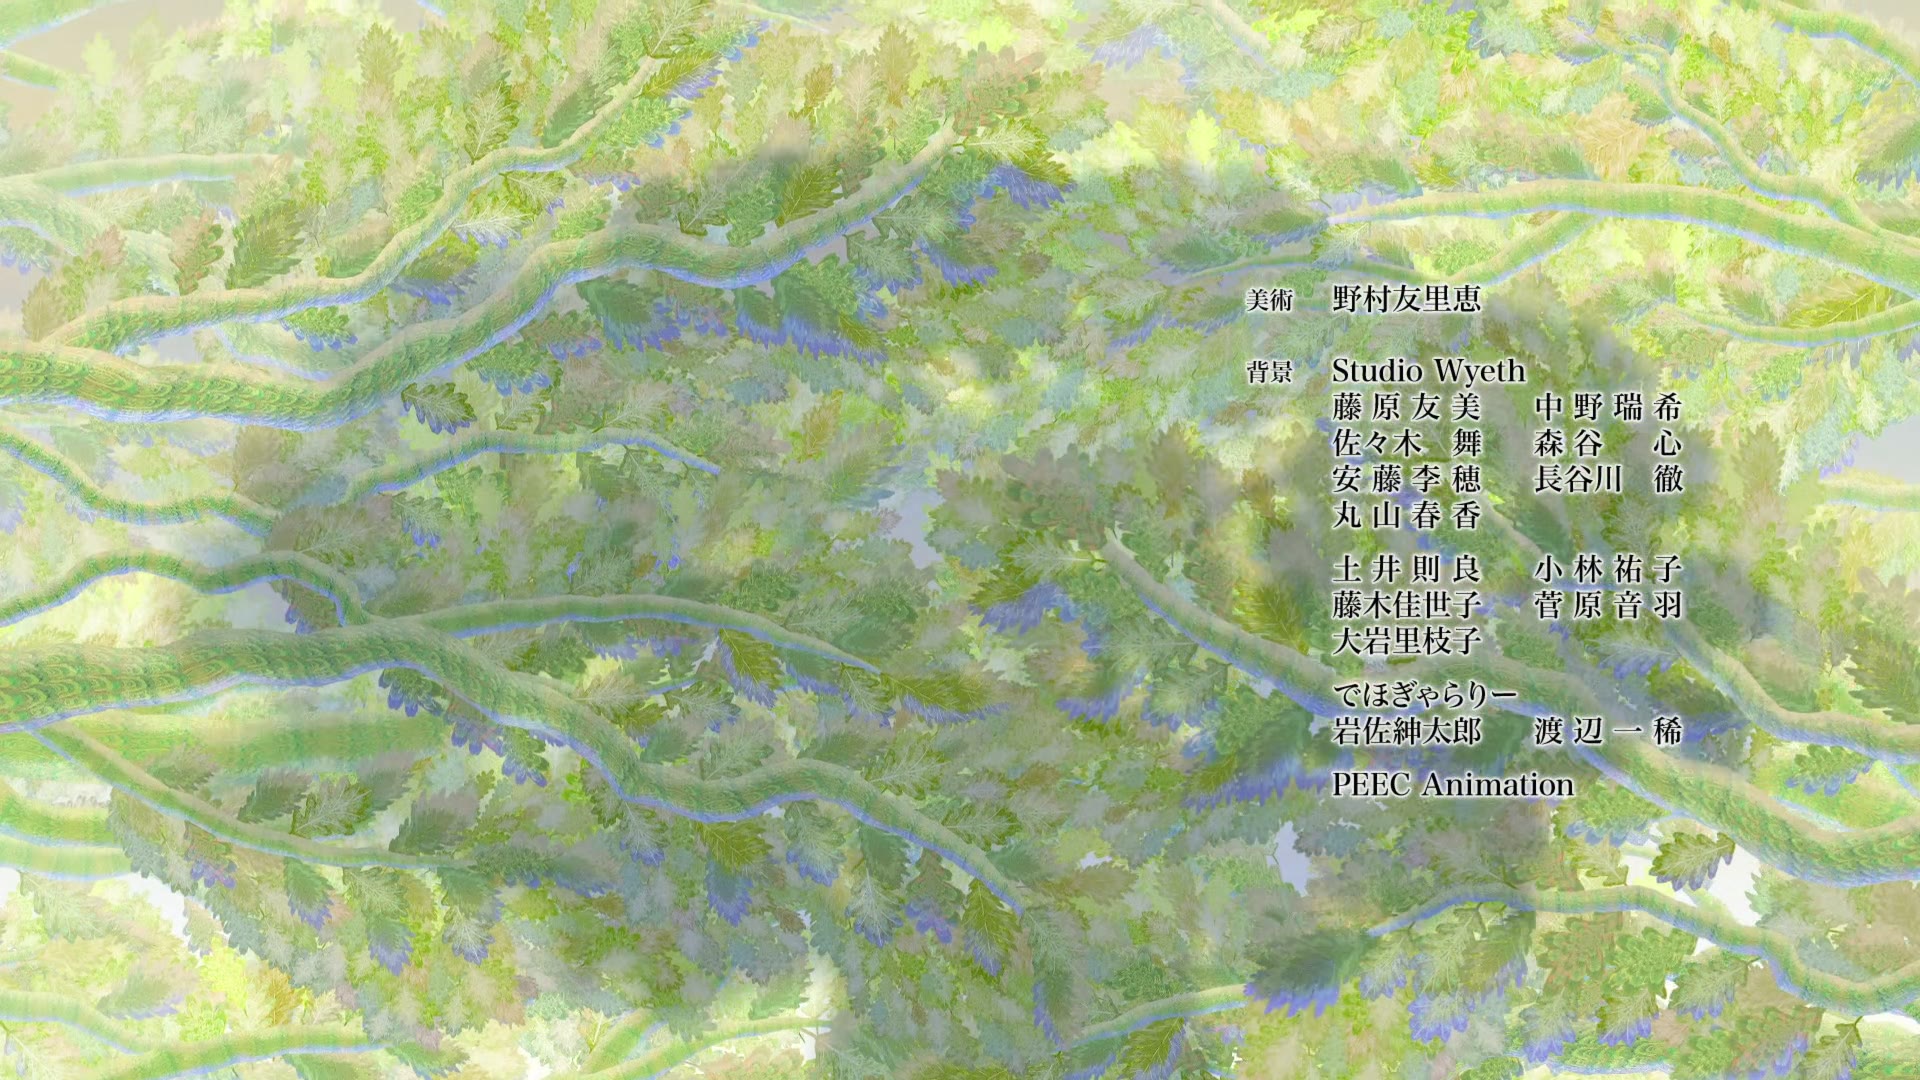 美術 野村友里恵
背景 Studio Wyeth
藤原友美 中野瑞希
佐々木 舞 森谷 心
安藤李穂 長谷川 徹
丸山春香
土井則良 小林祐子
藤木佳世子 菅原音羽
大岩里枝子
でほぎゃらりー
岩佐紳太郎 渡辺一稀
PEEC Animation